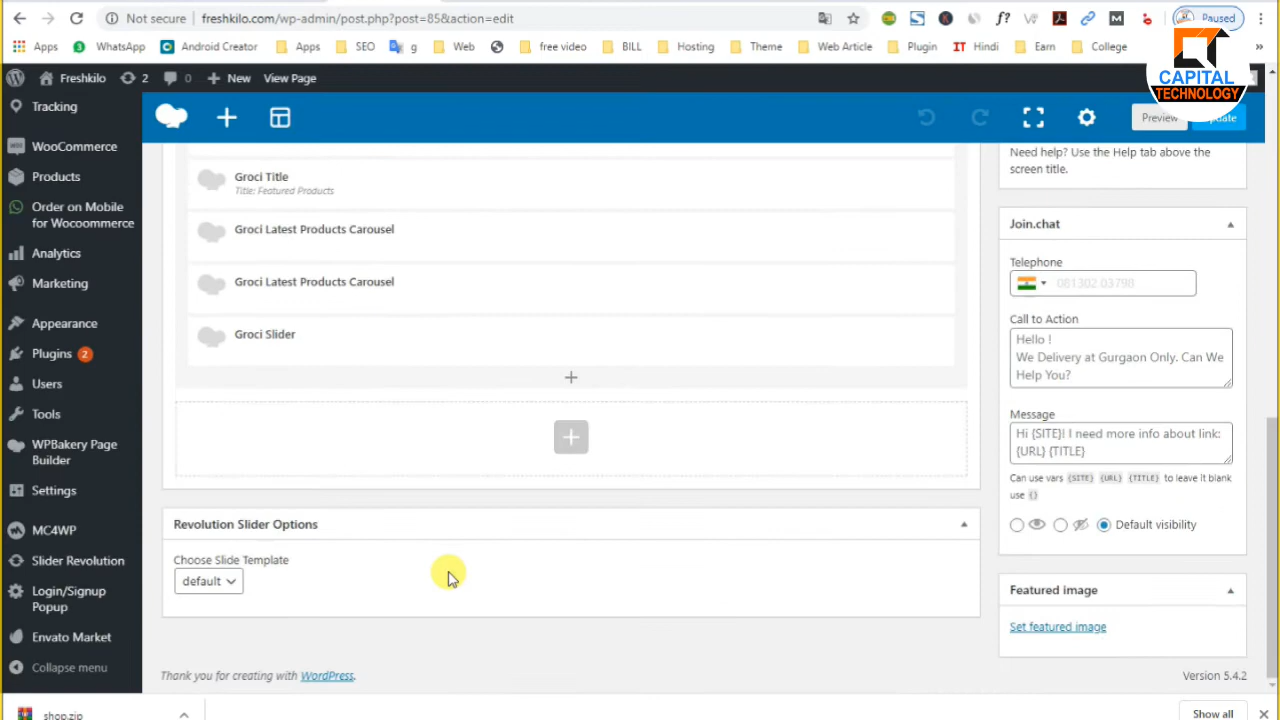 Not secure
freshkilo.com/wp-admin/post.php?post=85&action=edit
Paused
Apps
WhatsApp
Android Creator
Apps
SEO
g
Web
free video
BILL
Hosting
Theme
Web Article
Plugin
IT Hindi
Earn
College
»
CAPITAL
TECHNOLOGY
Freshkilo
2
0
New
View Page
Preview
Tracking
WooCommerce
Products
Order on Mobile
for Wocoommerce
Analytics
Marketing
Appearance
Plugins 2
Users
Tools
WPBakery Page
Builder
Settings
MC4WP
Slider Revolution
Login/Signup
Popup
Envato Market
Collapse menu
Groci Title
Title: Featured Products
Groci Latest Products Carousel
Groci Latest Products Carousel
Groci Slider
Revolution Slider Options
Choose Slide Template
default
Thank you for creating with WordPress.
Need help? Use the Help tab above the
screen title.
Join.chat
Telephone
081302 03798
Call to Action
Hello !
We Delivery at Gurgaon Only. Can We
Help You?
Message
Hi {SITE}! I need more info about link:
{URL} {TITLE}
Can use vars {SITE} {URL} {TITLE} to leave it blank
use {}
Default visibility
Featured image
Set featured image
Version 5.4.2
shop.zip
Show all